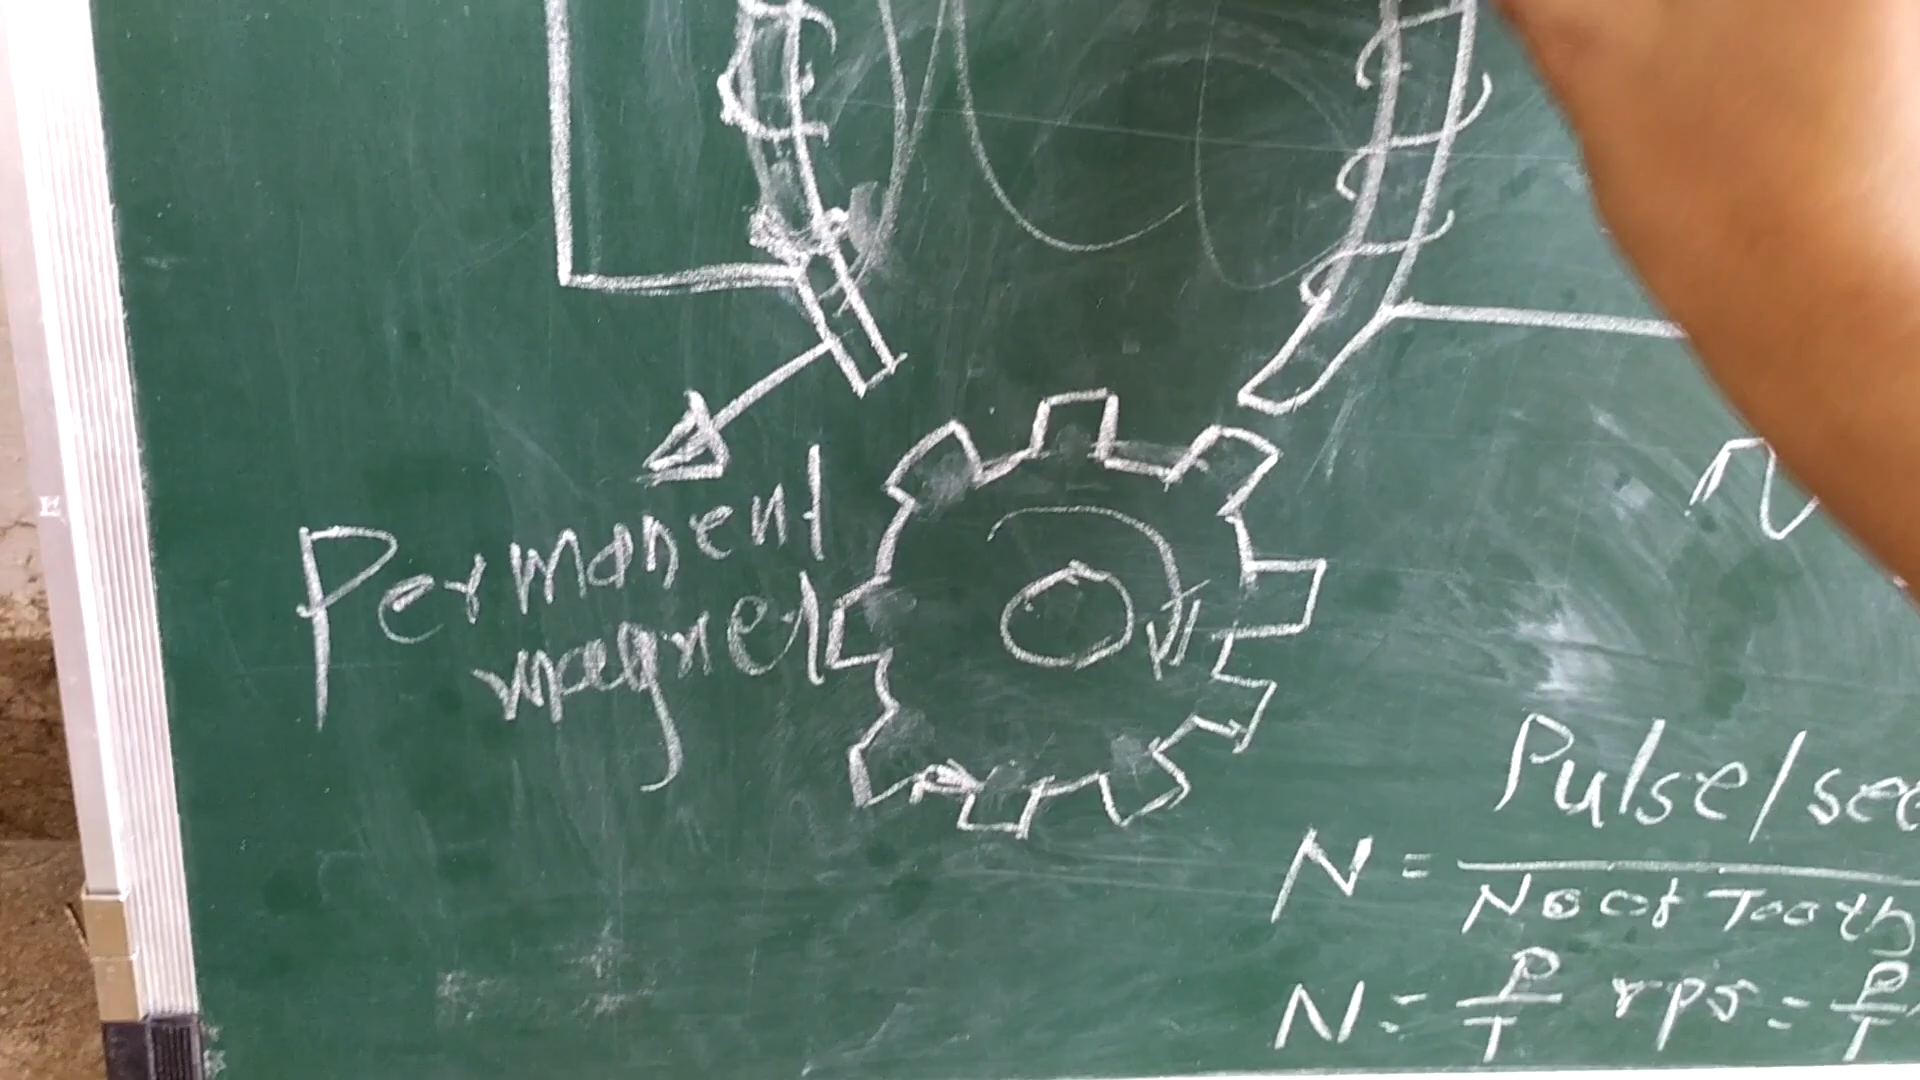 Permanent
magnet
Pulse/sec
N = 
No of Tooth
N = P/T rps = P/T